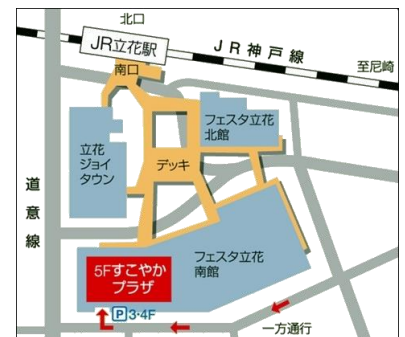 北口
JR立花駅
JR神戸線
至尼崎
南口
フェスタ立花
北館
立花
ジョイ
タウン
デッキ
道意線
フェスタ立花
南館
5Fすこやか
プラザ
P3・4F
一方通行